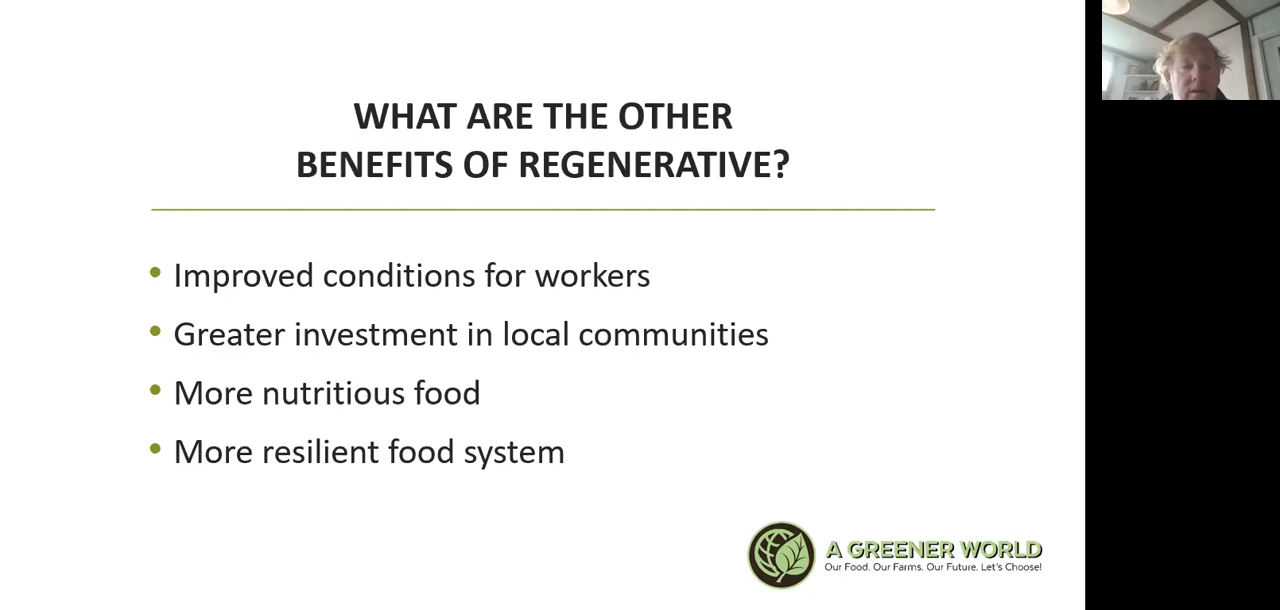 WHAT ARE THE OTHER
BENEFITS OF REGENERATIVE?
• Improved conditions for workers
• Greater investment in local communities
• More nutritious food
• More resilient food system
A GREENER WORLD
Our Food. Our Farms. Our Future. Let's Choose!